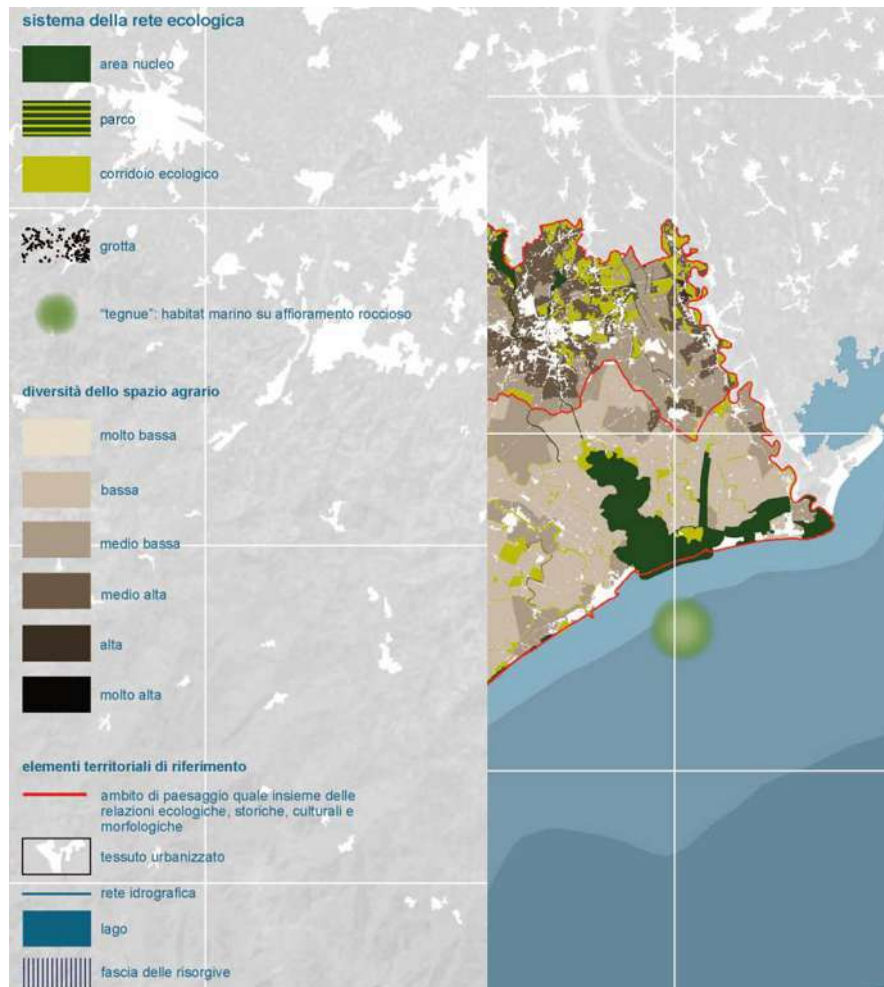 sistema della rete ecologica
area nucleo
parco
corridoio ecologico
grotta
"tegnue": habitat marino su affioramento roccioso
diversità dello spazio agrario
molto bassa
bassa
medio bassa
medio alta
alta
molto alta
elementi territoriali di riferimento
ambito di paesaggio quale insieme delle
relazioni ecologiche, storiche, culturali e
morfologiche
tessuto urbanizzato
rete idrografica
lago
fascia delle risorgive